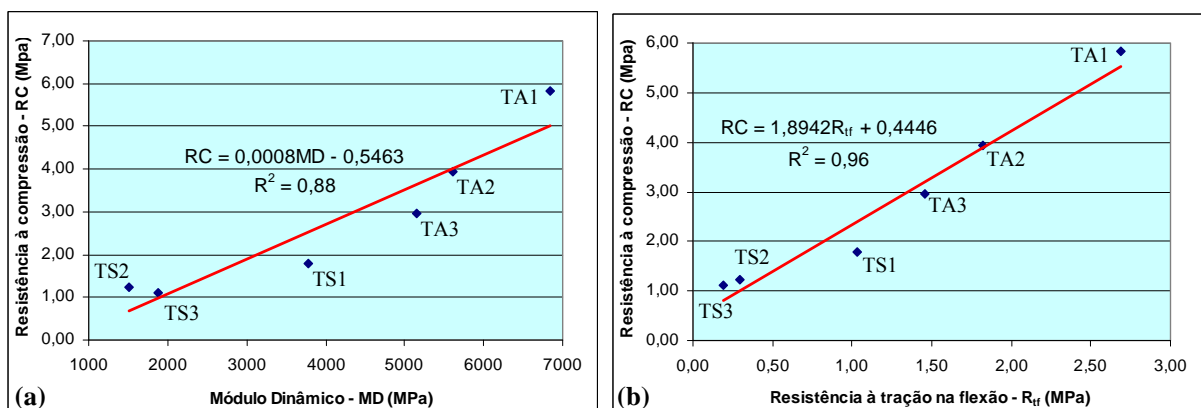 Resistência à compressão - RC (Mpa)
7,00
6,00
5,00
4,00
3,00
2,00
1,00
0,00
TA1
RC = 0,0008MD - 0,5463
R² = 0,88
TA2
TA3
TS1
TS2
TS3
1000 2000 3000 4000 5000 6000 7000
Módulo Dinâmico - MD (MPa)
(a)
Resistência à compressão - RC (Mpa)
6,00
5,00
4,00
3,00
2,00
1,00
0,00
TA1
RC = 1,8942Rtf + 0,4446
R² = 0,96
TA2
TA3
TS1
TS2
TS3
0,00 0,50 1,00 1,50 2,00 2,50 3,00
Resistência à tração na flexão - Rtf (MPa)
(b)